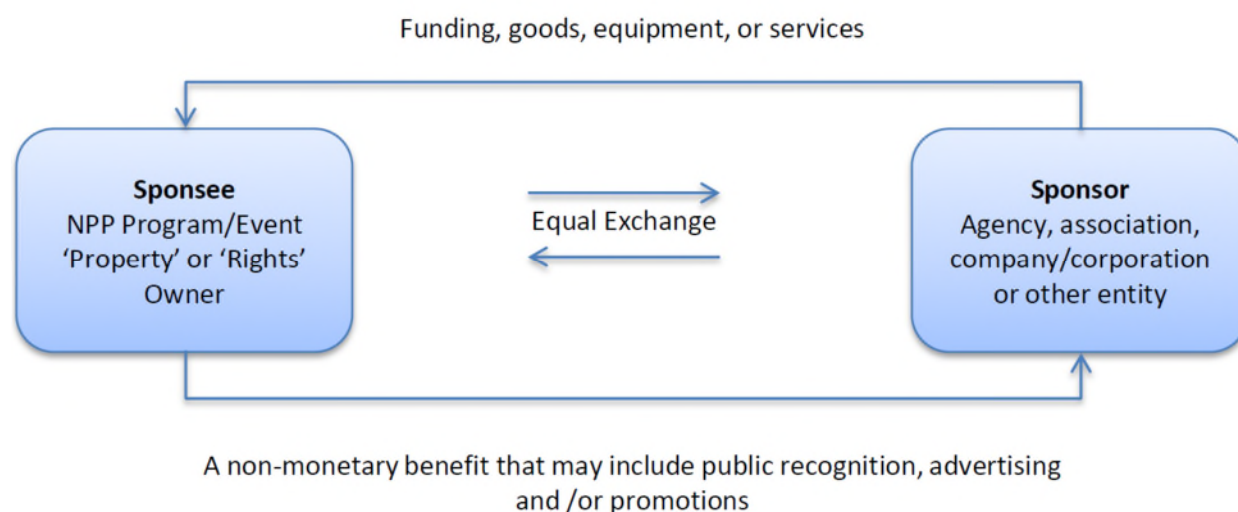 Funding, goods, equipment, or services
Sponsee
NPP Program/Event
‘Property’ or ‘Rights’
Owner
Equal Exchange
Sponsor
Agency, association,
company/corporation
or other entity
A non-monetary benefit that may include public recognition, advertising
and /or promotions